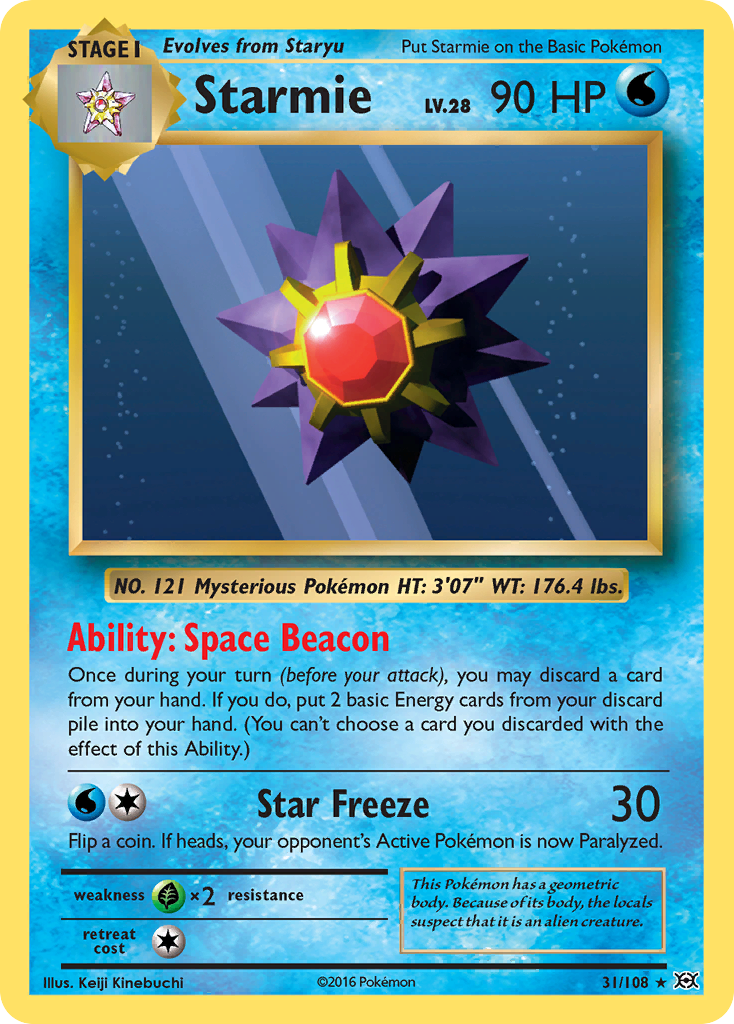 STAGE 1 Evolves from Staryu Put Starmie on the Basic Pokémon
Starmie LV.28 90 HP
NO. 121 Mysterious Pokémon HT: 3'07" WT: 176.4 lbs.
Ability: Space Beacon
Once during your turn (before your attack), you may discard a card
from your hand. If you do, put 2 basic Energy cards from your discard
pile into your hand. (You can't choose a card you discarded with the
effect of this Ability.)
Star Freeze 30
Flip a coin. If heads, your opponent's Active Pokémon is now Paralyzed.
weakness ×2 resistance
retreat
cost
This Pokémon has a geometric
body. Because of its body, the locals
suspect that it is an alien creature.
Illus. Keiji Kinebuchi ©2016 Pokémon 31/108 ★